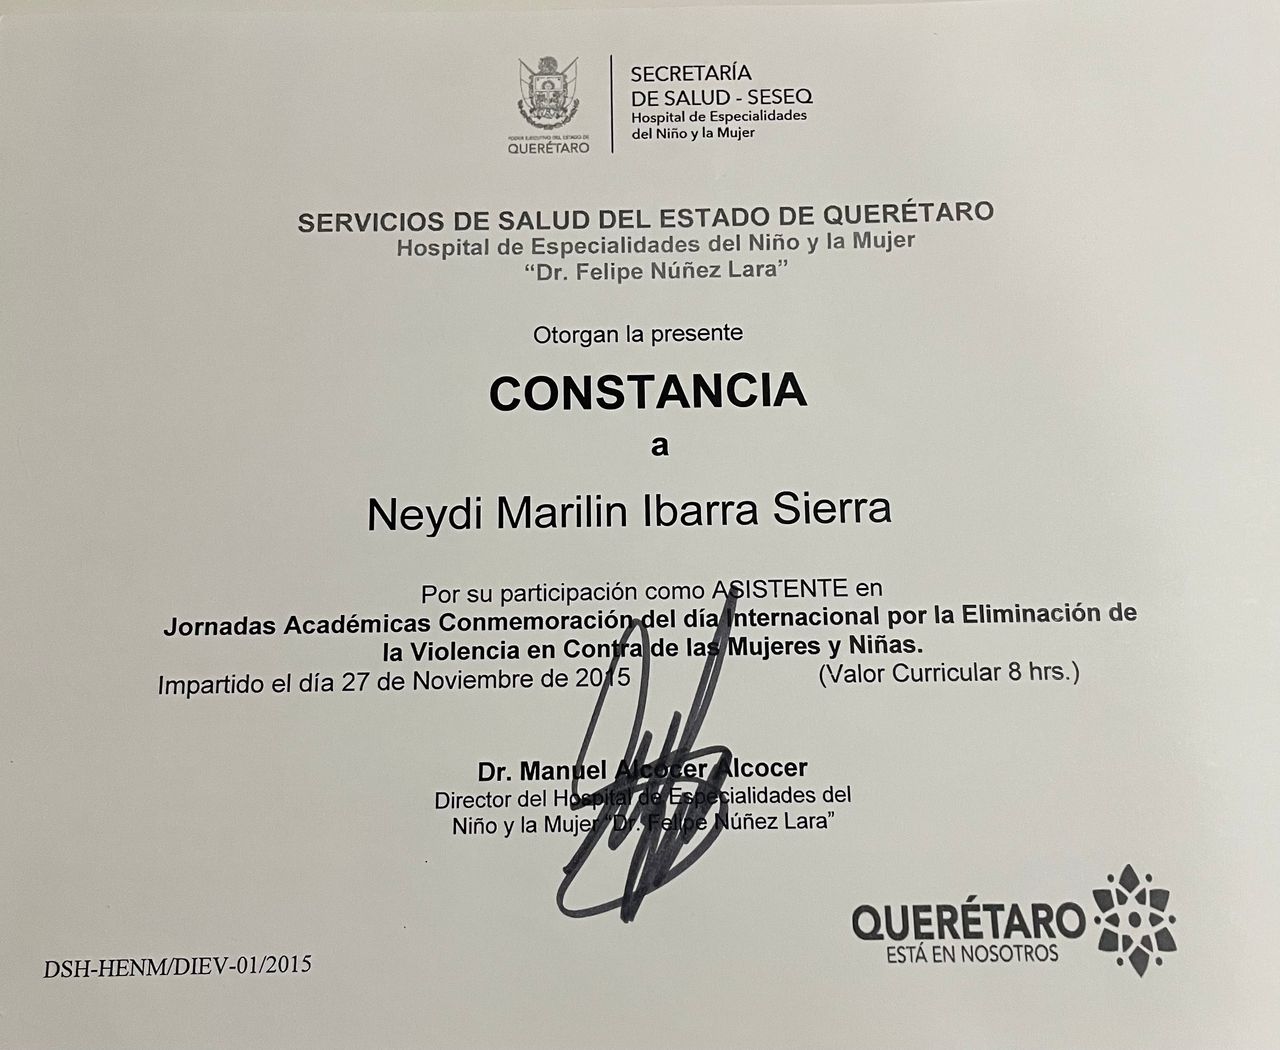 SECRETARÍA
DE SALUD - SESEQ
Hospital de Especialidades
del Niño y la Mujer
PODER EJECUTIVO DEL ESTADO DE
QUERÉTARO
SERVICIOS DE SALUD DEL ESTADO DE QUERÉTARO
Hospital de Especialidades del Niño y la Mujer
“Dr. Felipe Núñez Lara”
Otorgan la presente
CONSTANCIA
a
Neydi Marilin Ibarra Sierra
Por su participación como ASISTENTE en
Jornadas Académicas Conmemoración del día Internacional por la Eliminación de
la Violencia en Contra de las Mujeres y Niñas.
Impartido el día 27 de Noviembre de 2015 (Valor Curricular 8 hrs.)
Dr. Manuel Alcocer Alcocer
Director del Hospital de Especialidades del
Niño y la Mujer “Dr. Felipe Núñez Lara”
QUERÉTARO
ESTÁ EN NOSOTROS
DSH-HENM/DIEV-01/2015